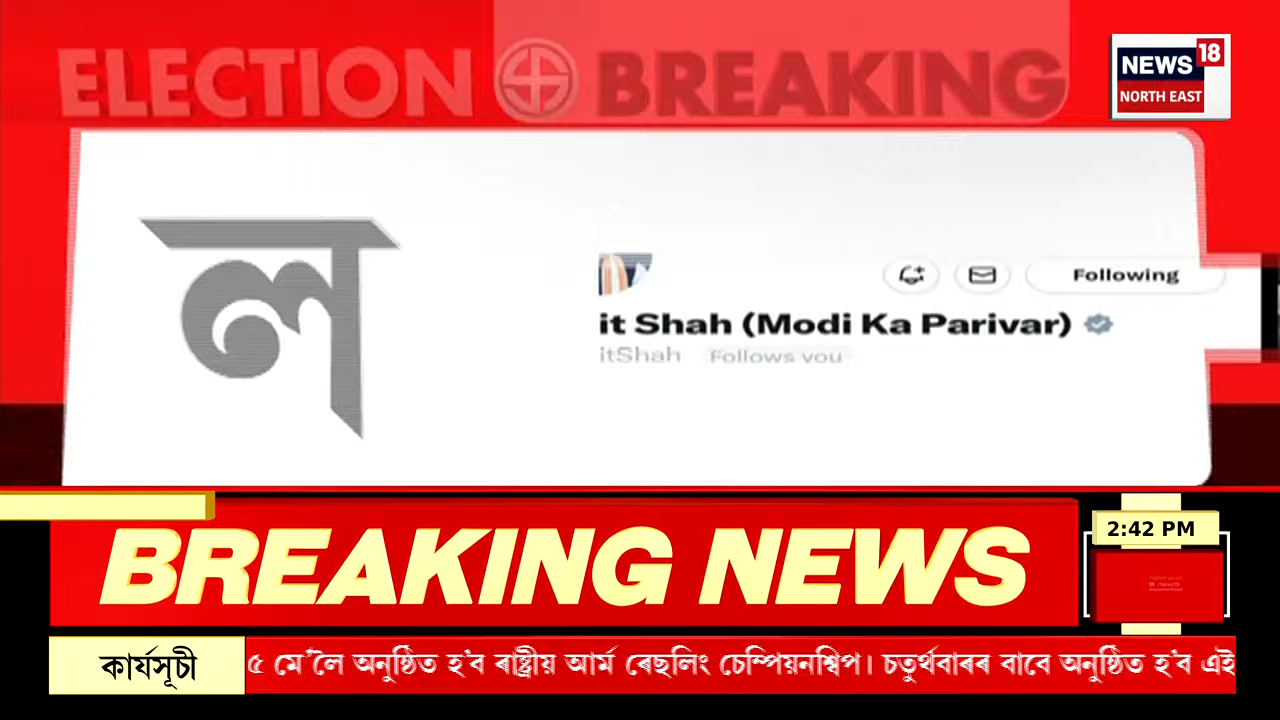 ELECTION BREAKING
NEWS 18
NORTH EAST
ল
Following
it Shah (Modi Ka Parivar)
itShah Follows you
BREAKING NEWS
2:42 PM
কাৰ্যসূচী
৫ মে'লৈ অনুষ্ঠিত হ'ব ৰাষ্ট্ৰীয় আৰ্ম ৰেছলিং চেম্পিয়নশ্বিপ। চতুৰ্থবাৰৰ বাবে অনুষ্ঠিত হ'ব এই